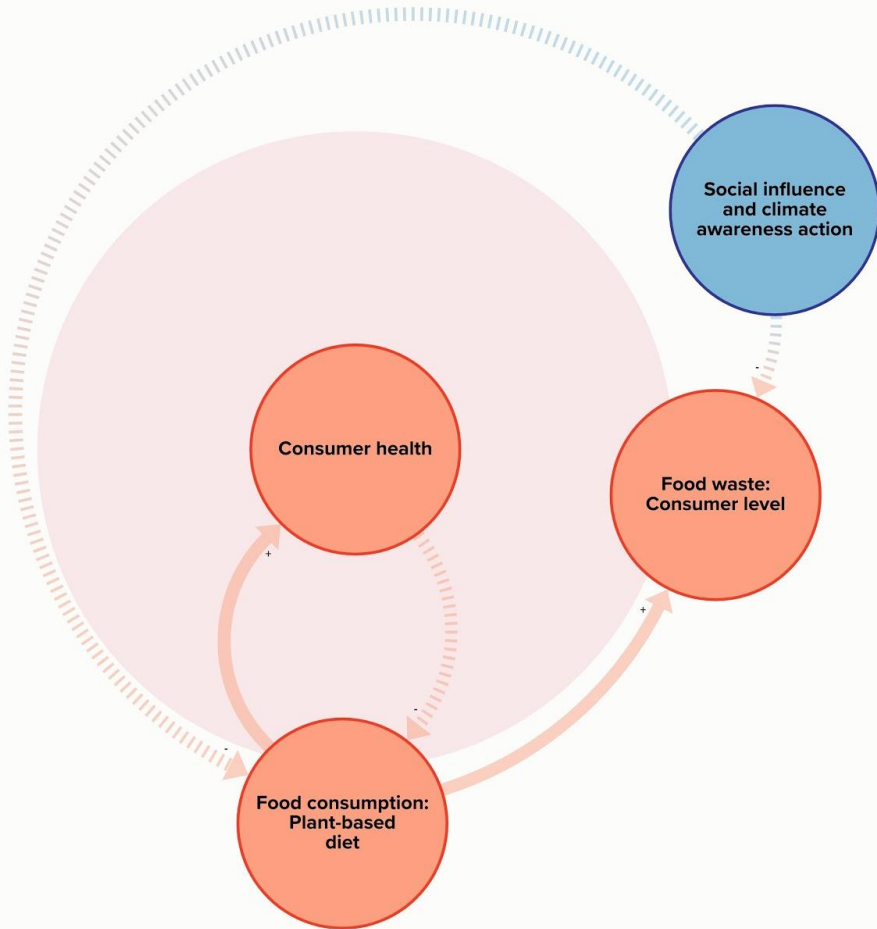 Social influence
and climate
awareness action
-
Consumer health
Food waste:
Consumer level
+
+
-
-
Food consumption:
Plant-based
diet